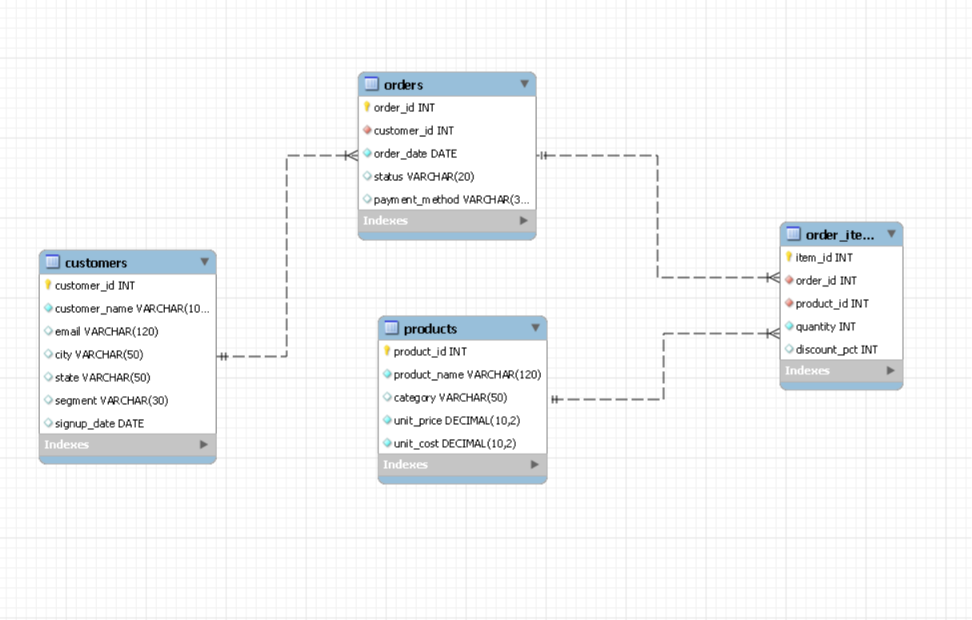 orders
order_id INT
customer_id INT
order_date DATE
status VARCHAR(20)
payment_method VARCHAR(3...
Indexes
customers
customer_id INT
customer_name VARCHAR(10...
email VARCHAR(120)
city VARCHAR(50)
state VARCHAR(50)
segment VARCHAR(30)
signup_date DATE
Indexes
products
product_id INT
product_name VARCHAR(120)
category VARCHAR(50)
unit_price DECIMAL(10,2)
unit_cost DECIMAL(10,2)
Indexes
order_ite...
item_id INT
order_id INT
product_id INT
quantity INT
discount_pct INT
Indexes